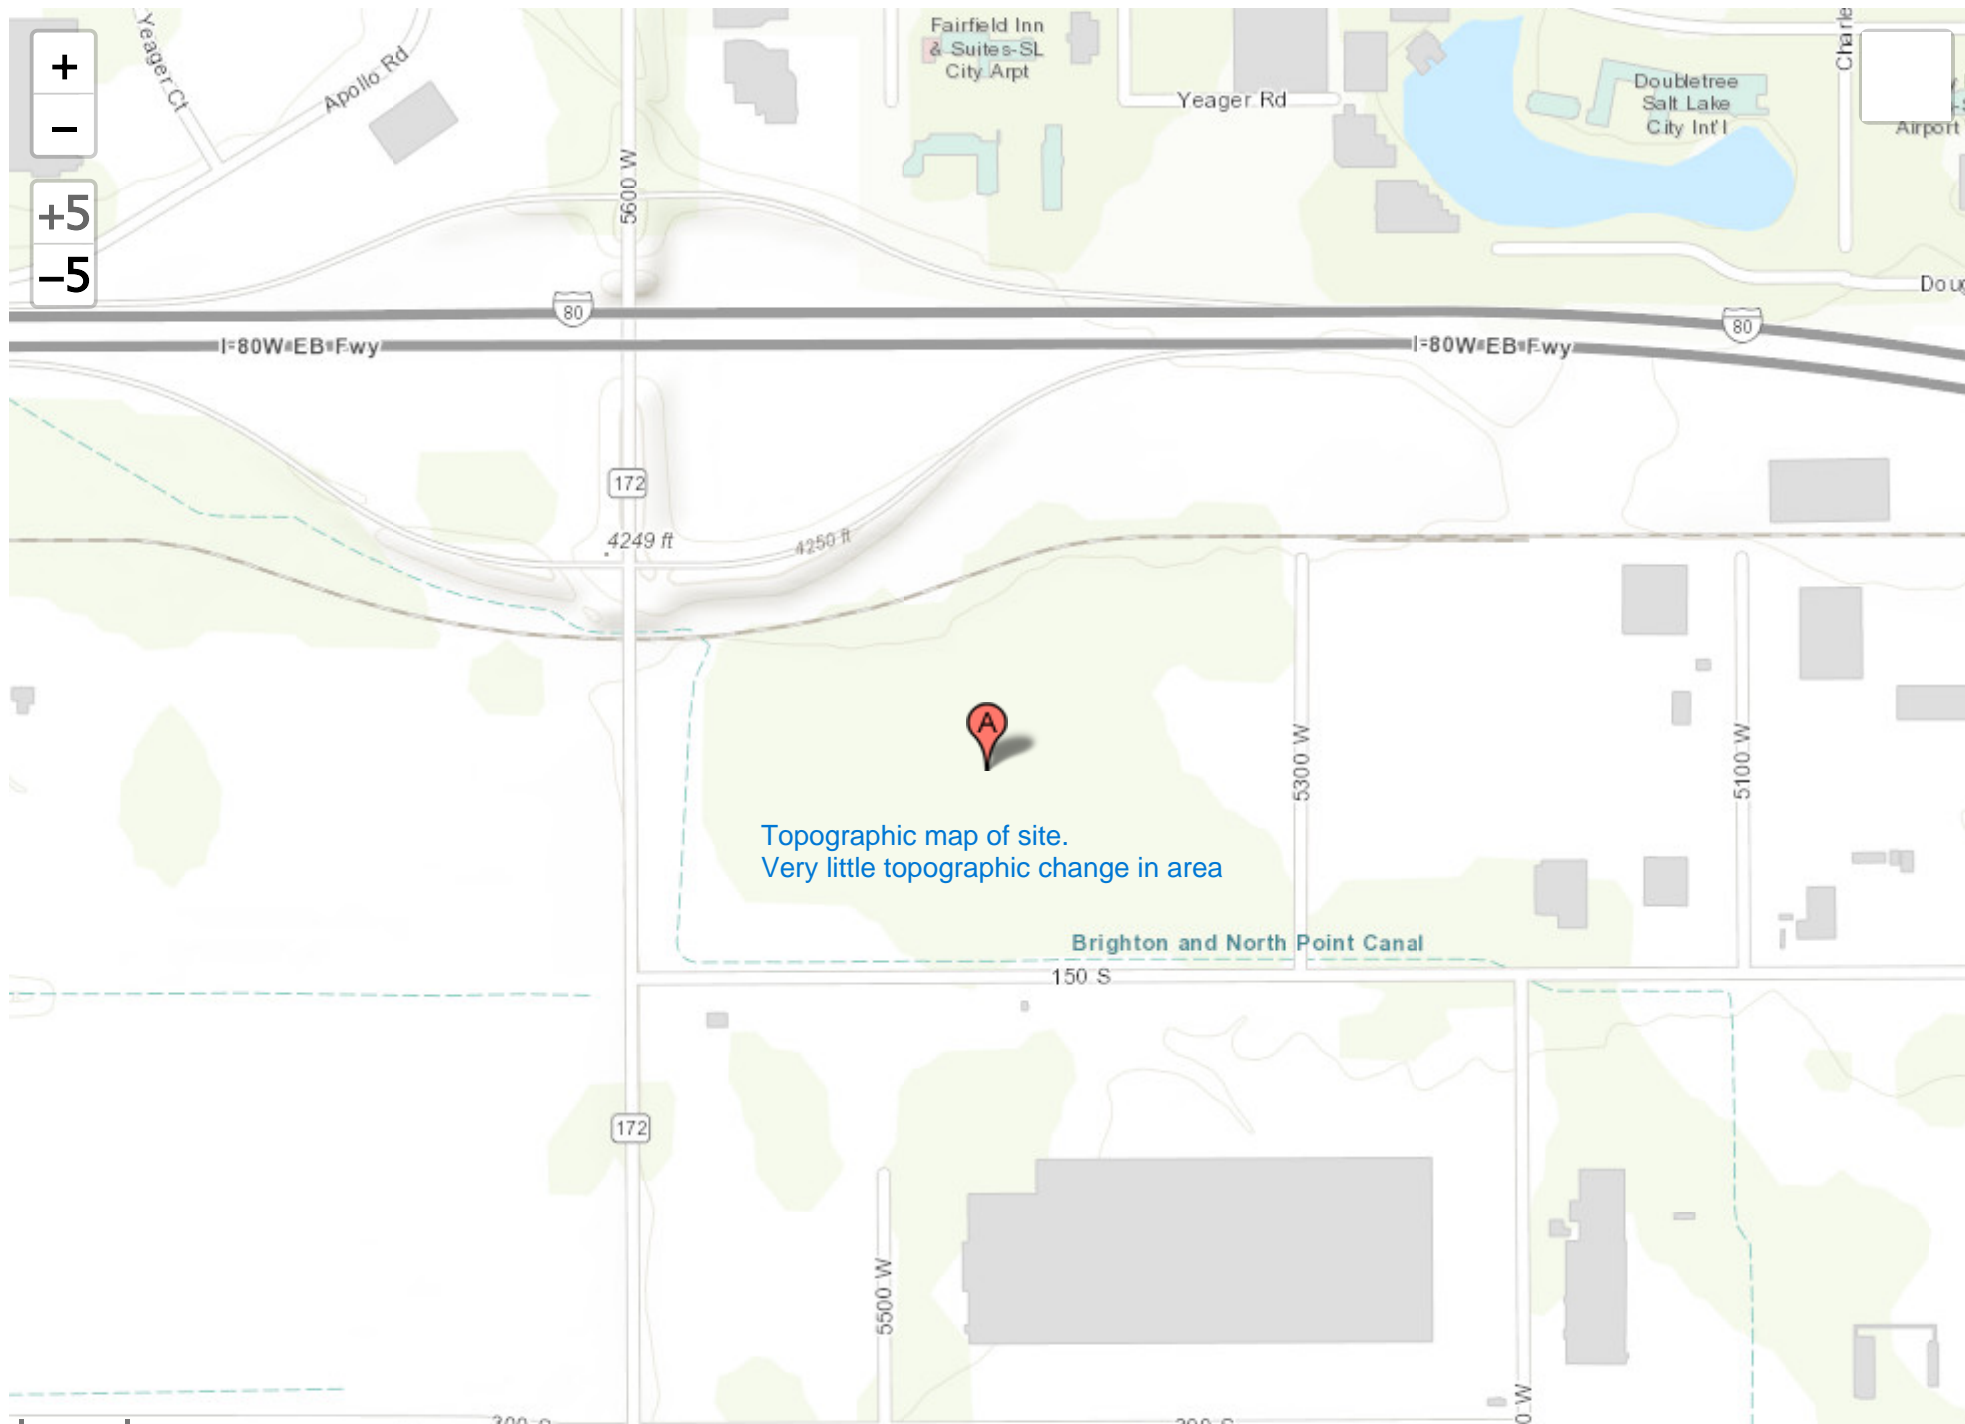 +
−
+5
−5
Yeager Ct
Apollo Rd
5600 W
Fairfield Inn
& Suites-SL
City Arpt
Yeager Rd
Doubletree
Salt Lake
City Int'l
Airport
80
80
I-80W EB Fwy
I-80W EB Fwy
172
4249 ft
4250 ft
A
5300 W
5100 W
Topographic map of site.
Very little topographic change in area
Brighton and North Point Canal
150 S
172
5500 W
300 S